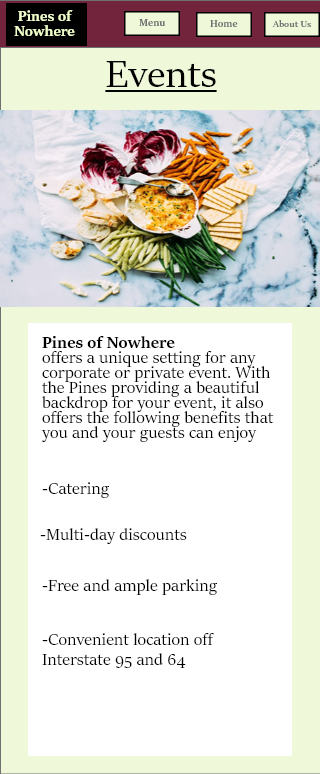 Pines of
Nowhere
Menu
Home
About Us
Events
Pines of Nowhere
offers a unique setting for any
corporate or private event. With
the Pines providing a beautiful
backdrop for your event, it also
offers the following benefits that
you and your guests can enjoy
-Catering
-Multi-day discounts
-Free and ample parking
-Convenient location off
Interstate 95 and 64